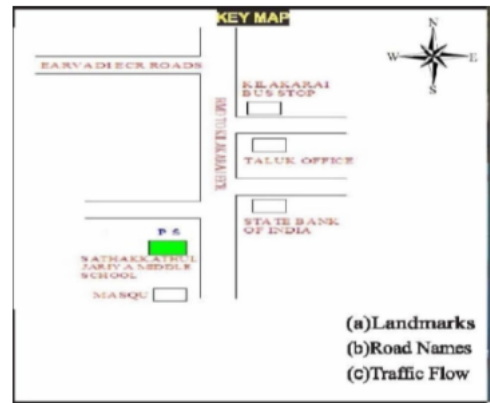 KEY MAP
N
W E
S
EARVADI ECR ROADS
KILAKARAI
BUS STOP
TALUK OFFICE
STATE BANK
OF INDIA
P S
SATHAKKATHUL
JARIYA MIDDLE
SCHOOL
MASQU
(a)Landmarks
(b)Road Names
(c)Traffic Flow